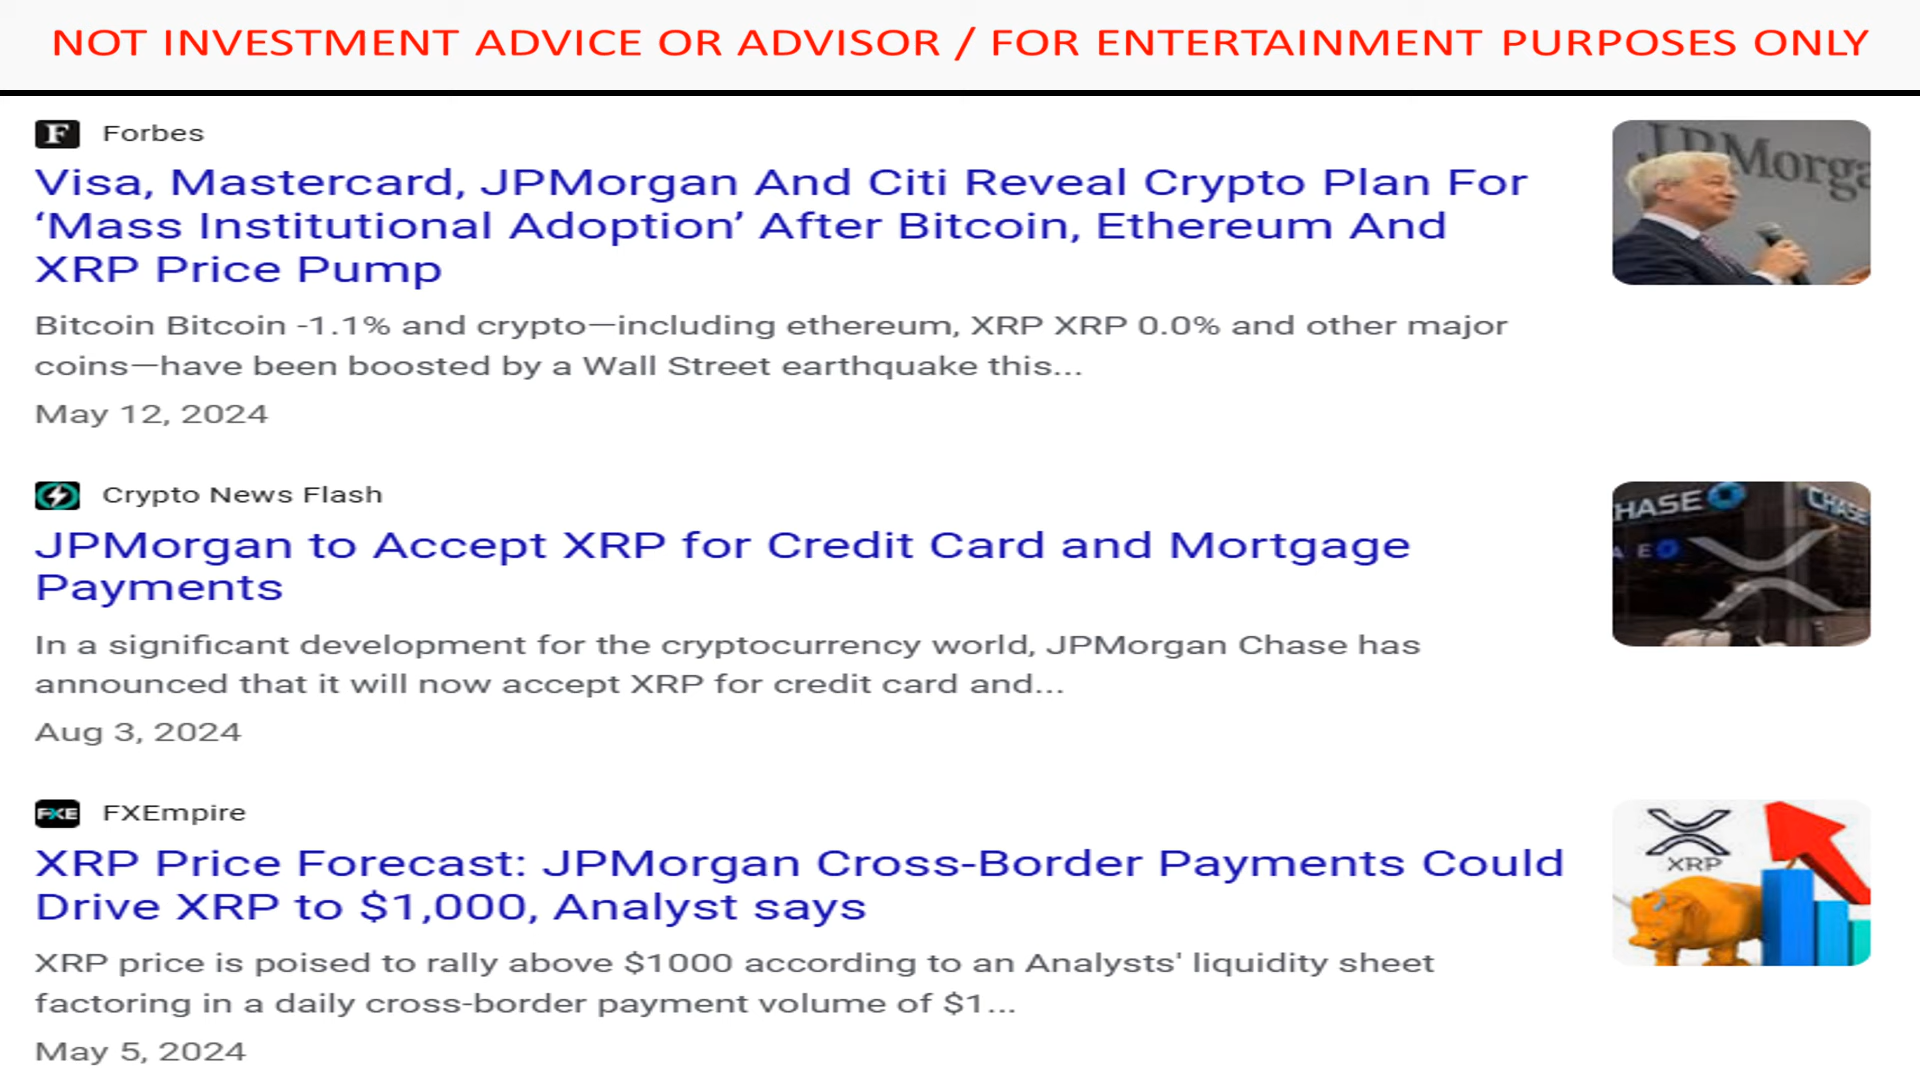 NOT INVESTMENT ADVICE OR ADVISOR / FOR ENTERTAINMENT PURPOSES ONLY
F Forbes
JPMorga
Visa, Mastercard, JPMorgan And Citi Reveal Crypto Plan For
‘Mass Institutional Adoption’ After Bitcoin, Ethereum And
XRP Price Pump
Bitcoin Bitcoin -1.1% and crypto—including ethereum, XRP XRP 0.0% and other major
coins—have been boosted by a Wall Street earthquake this...
May 12, 2024
Crypto News Flash
HASE CHASE
JPMorgan to Accept XRP for Credit Card and Mortgage
Payments
In a significant development for the cryptocurrency world, JPMorgan Chase has
announced that it will now accept XRP for credit card and...
Aug 3, 2024
FXE FXEmpire
XRP
XRP Price Forecast: JPMorgan Cross-Border Payments Could
Drive XRP to $1,000, Analyst says
XRP price is poised to rally above $1000 according to an Analysts' liquidity sheet
factoring in a daily cross-border payment volume of $1...
May 5, 2024